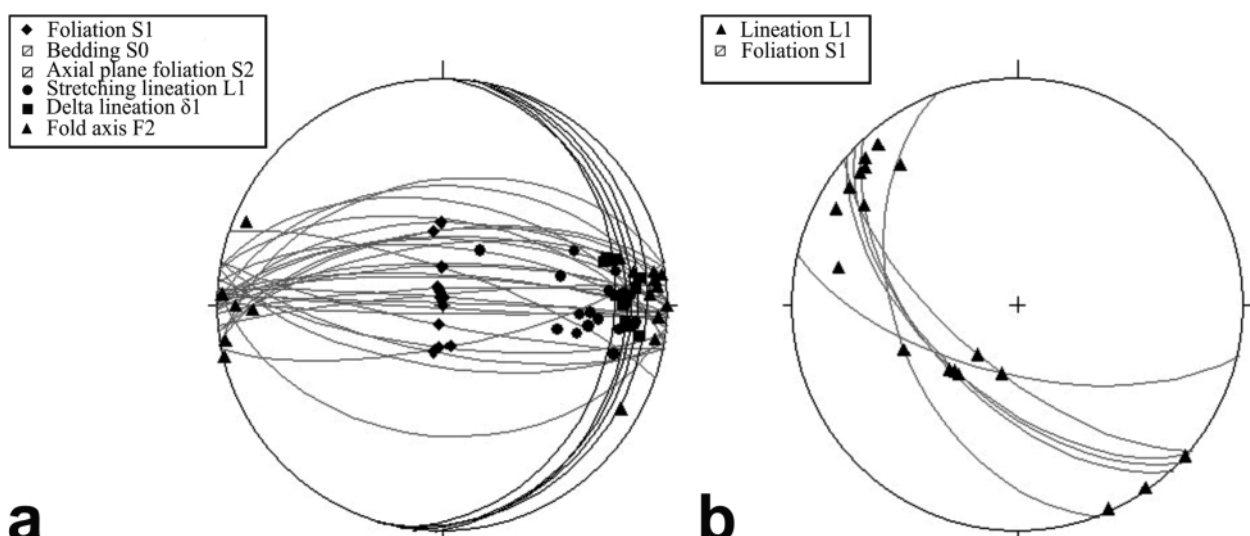 Foliation S1
Bedding S0
Axial plane foliation S2
Stretching lineation L1
Delta lineation δ1
Fold axis F2
Lineation L1
Foliation S1
a
b